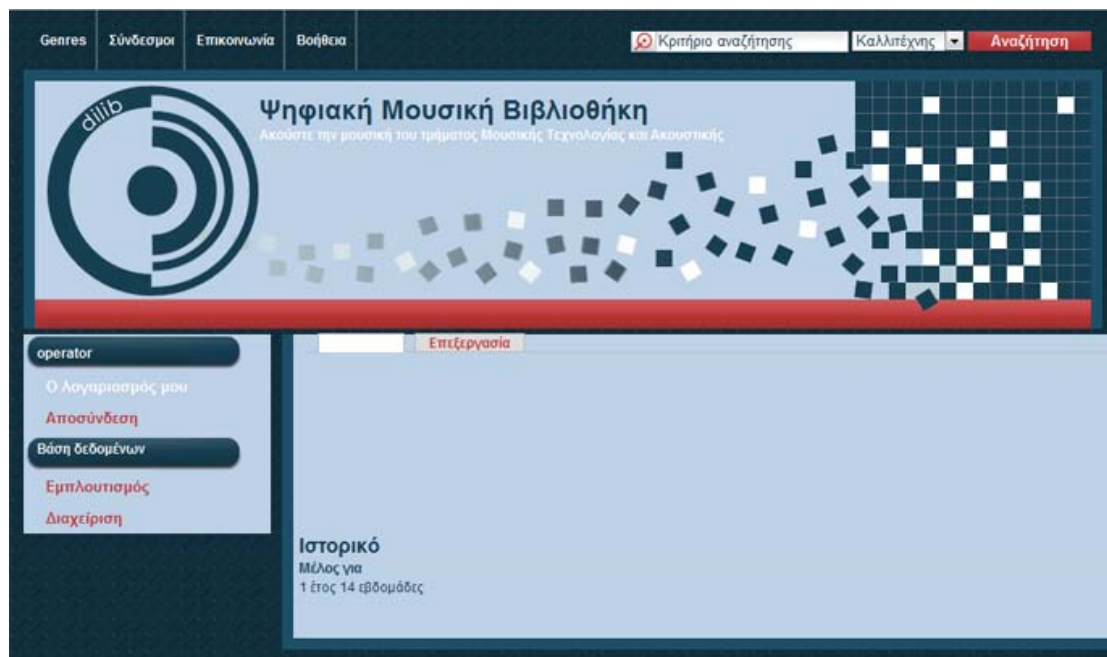 Genres Σύνδεσμοι Επικοινωνία Βοήθεια Κριτήριο αναζήτησης Καλλιτέχνης Αναζήτηση
dilib
Ψηφιακή Μουσική Βιβλιοθήκη
Ακούστε την μουσική του τμήματος Μουσικής Τεχνολογίας και Ακουστικής
operator
Ο λογαριασμός μου
Αποσύνδεση
Βάση δεδομένων
Εμπλουτισμός
Διαχείριση
Επεξεργασία
Ιστορικό
Μέλος για
1 έτος 14 εβδομάδες